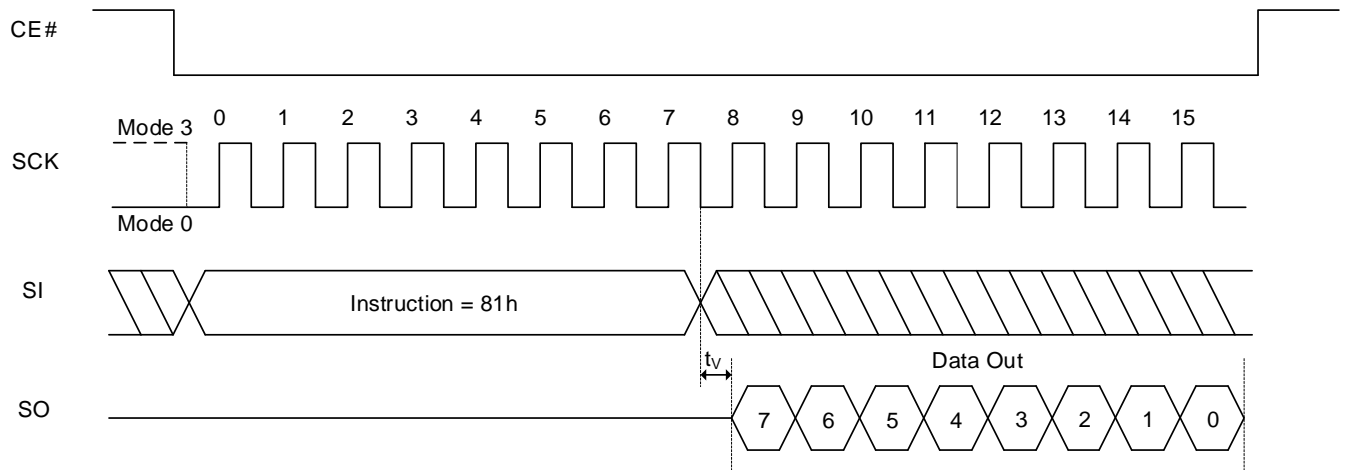 CE#
0 1 2 3 4 5 6 7 8 9 10 11 12 13 14 15
Mode 3
SCK
Mode 0
SI
Instruction = 81h
tV
Data Out
SO
7 6 5 4 3 2 1 0